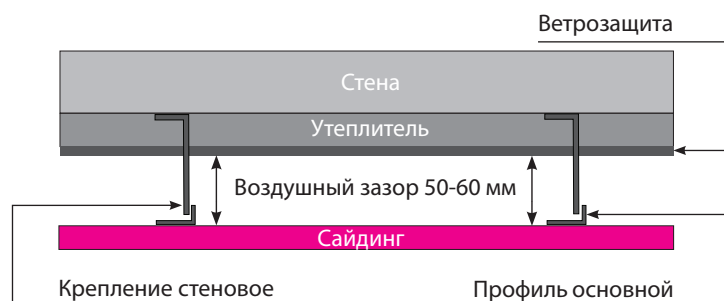 Ветрозащита
Стена
Утеплитель
Воздушный зазор 50-60 мм
Сайдинг
Крепление стеновое
Профиль основной